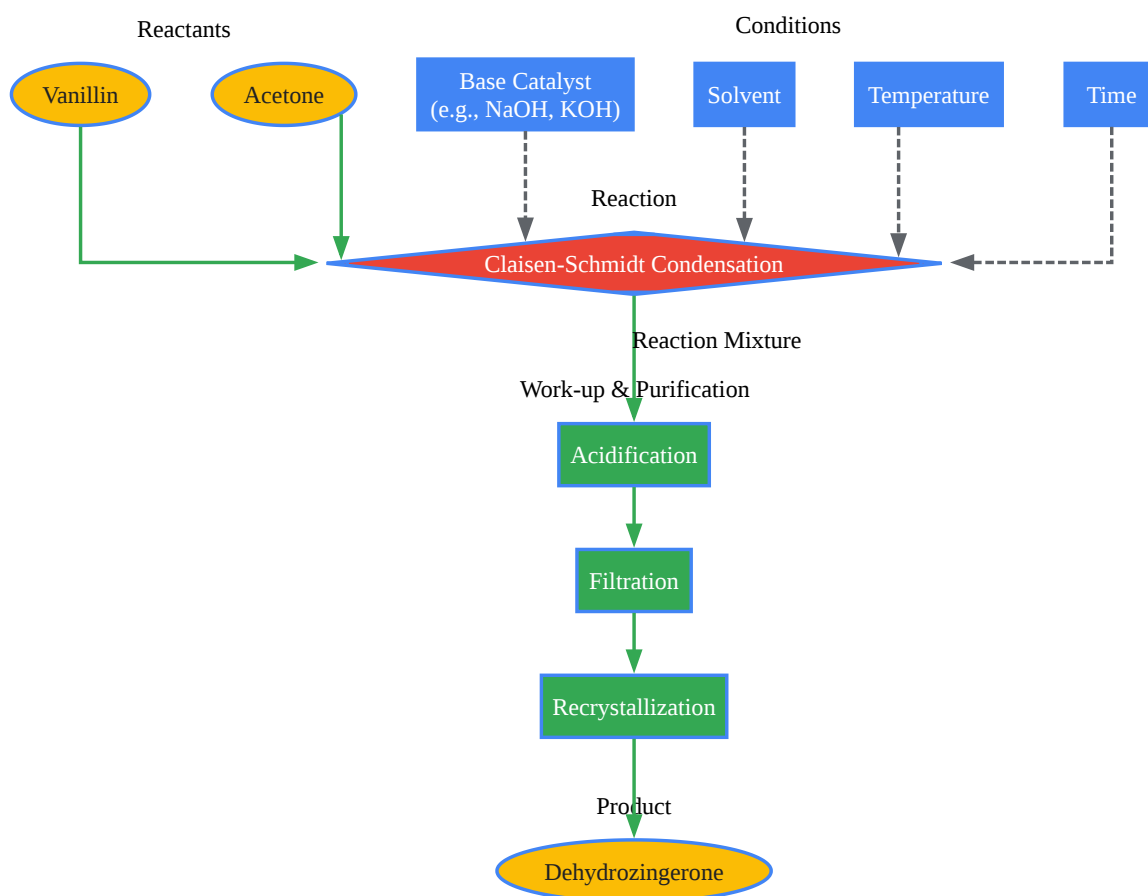 Reactants
Conditions
Vanillin
Acetone
Base Catalyst
(e.g., NaOH, KOH)
Solvent
Temperature
Time
Reaction
Claisen-Schmidt Condensation
Reaction Mixture
Work-up & Purification
Acidification
Filtration
Recrystallization
Product
Dehydrozingerone